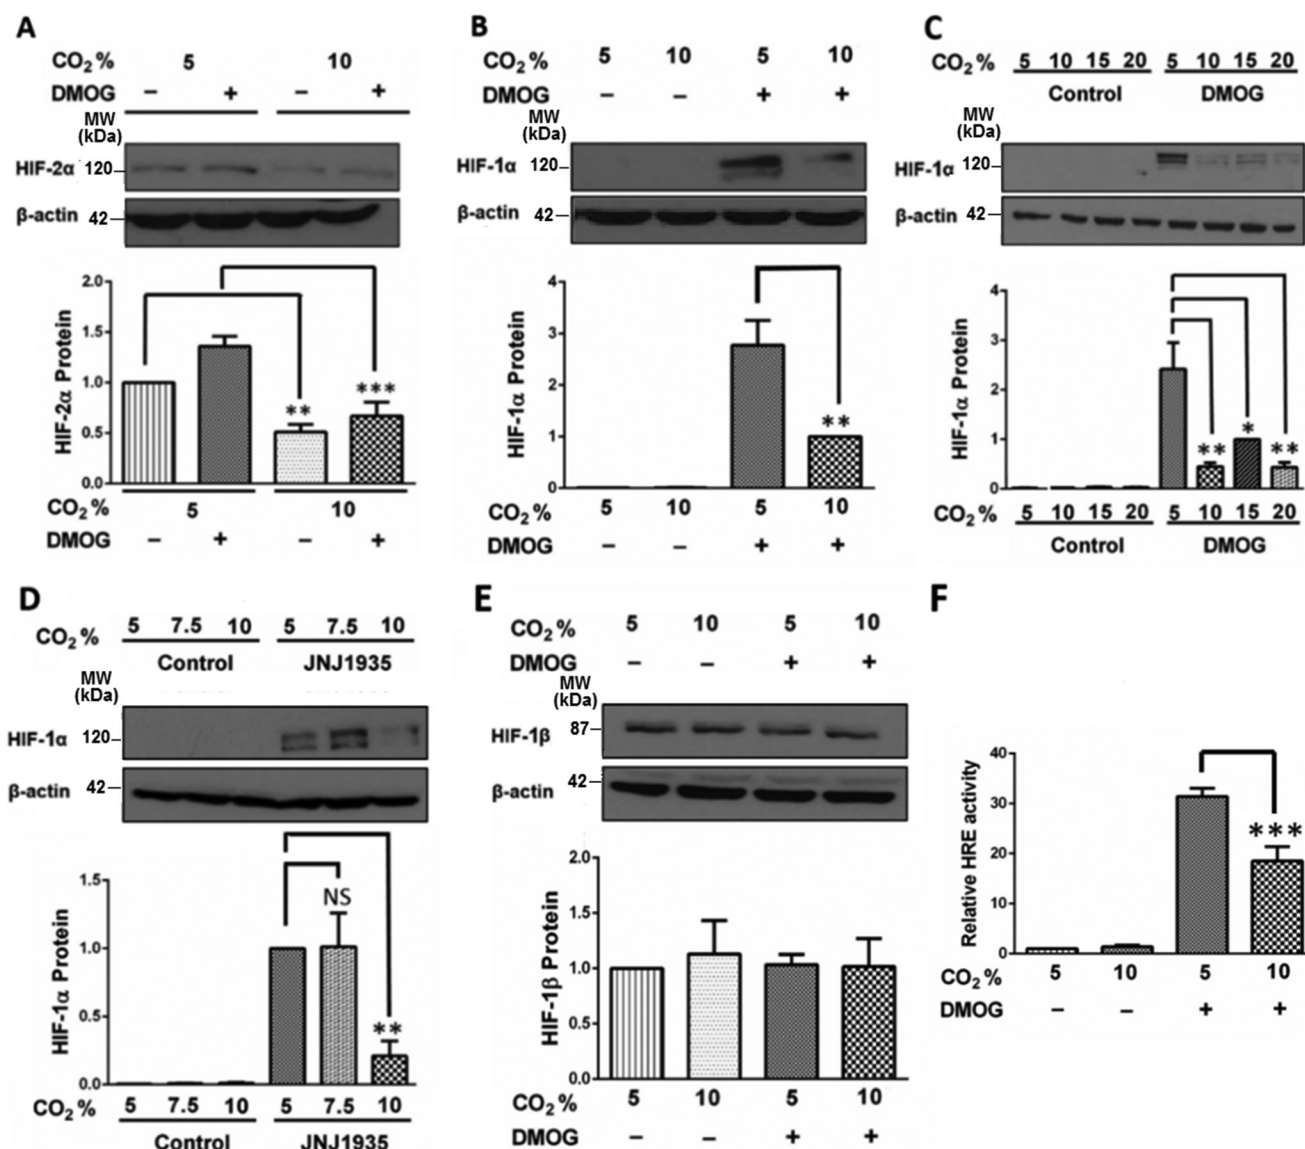 A
CO2% 5 10
DMOG – + – +
MW
(kDa)
HIF-2α 120
β-actin 42
HIF-2α Protein
2.0
1.5
1.0
0.5
0.0
** ***
CO2% 5 10
DMOG – + – +
B
CO2% 5 10 5 10
DMOG – – + +
MW
(kDa)
HIF-1α 120
β-actin 42
HIF-1α Protein
4
3
2
1
0
**
CO2% 5 10 5 10
DMOG – – + +
C
CO2% 5 10 15 20 5 10 15 20
Control DMOG
MW
(kDa)
HIF-1α 120
β-actin 42
HIF-1α Protein
4
3
2
1
0
** * **
CO2% 5 10 15 20 5 10 15 20
Control DMOG
D
CO2% 5 7.5 10 5 7.5 10
Control JNJ1935
MW
(kDa)
HIF-1α 120
β-actin 42
HIF-1α Protein
1.5
1.0
0.5
0.0
NS
**
CO2% 5 7.5 10 5 7.5 10
Control JNJ1935
E
CO2% 5 10 5 10
DMOG – – + +
MW
(kDa)
HIF-1β 87
β-actin 42
HIF-1β Protein
2.0
1.5
1.0
0.5
0.0
CO2% 5 10 5 10
DMOG – – + +
F
Relative HRE activity
40
30
20
10
0
***
CO2% 5 10 5 10
DMOG – – + +